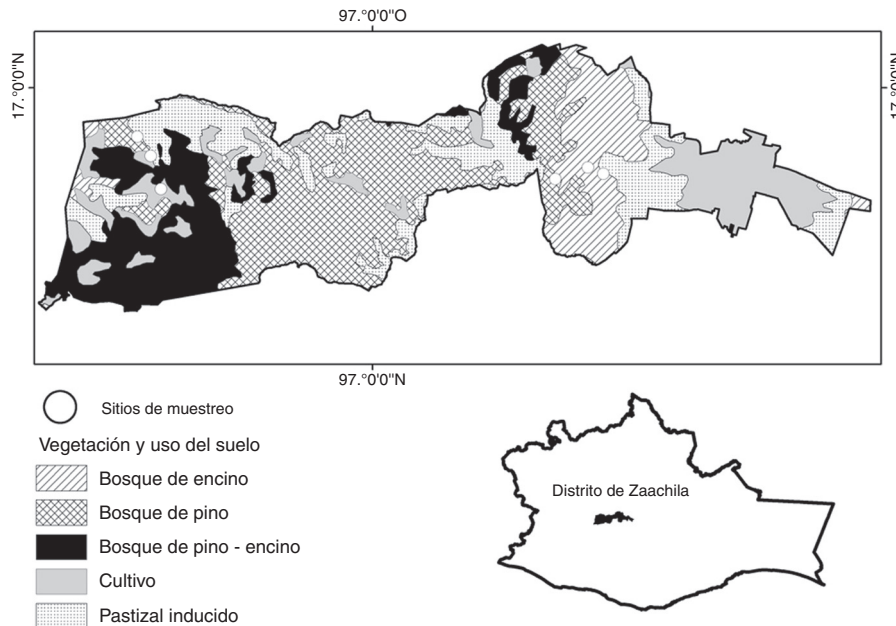 97.°0'0"O
17.°0'0"N
17.°0'0"N
97.°0'0"N
Sitios de muestreo
Vegetación y uso del suelo
Bosque de encino
Bosque de pino
Bosque de pino - encino
Cultivo
Pastizal inducido
Distrito de Zaachila